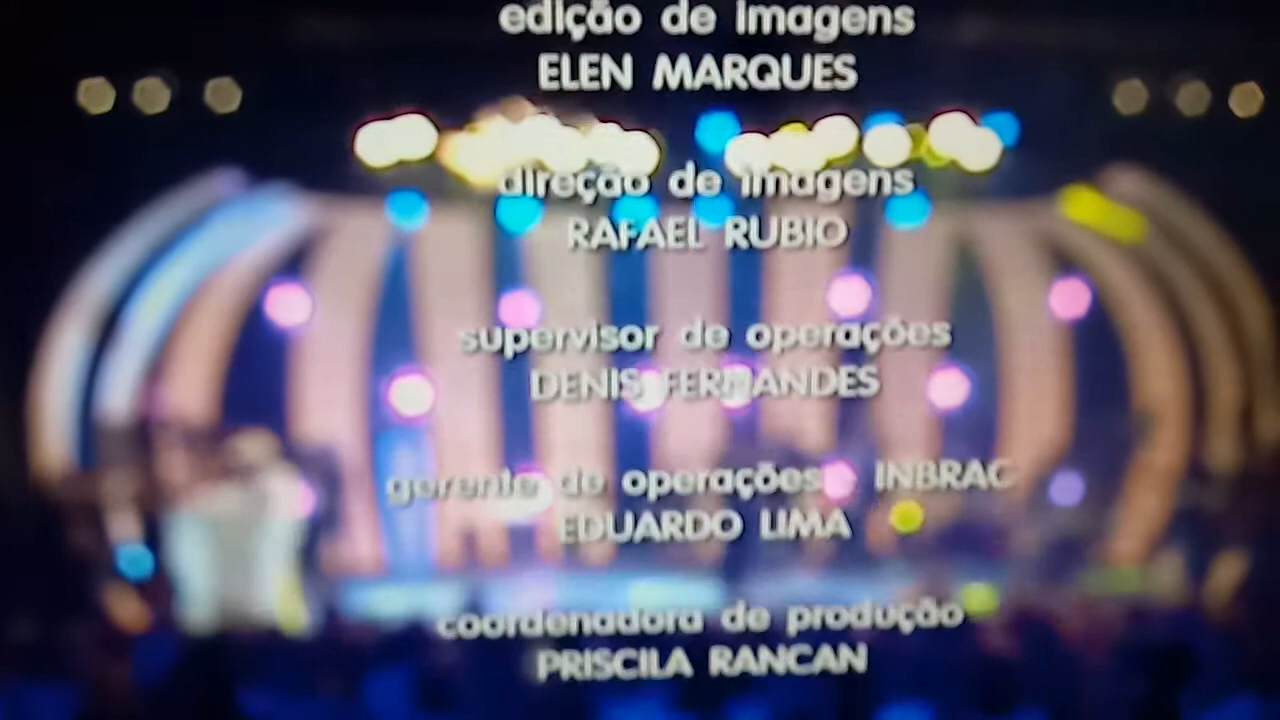 edição de imagens
ELEN MARQUES
direção de imagens
RAFAEL RUBIO
supervisor de operações
DENIS FERNANDES
gerente de operações INBRAC
EDUARDO LIMA
coordenadora de produção
PRISCILA RANCAN